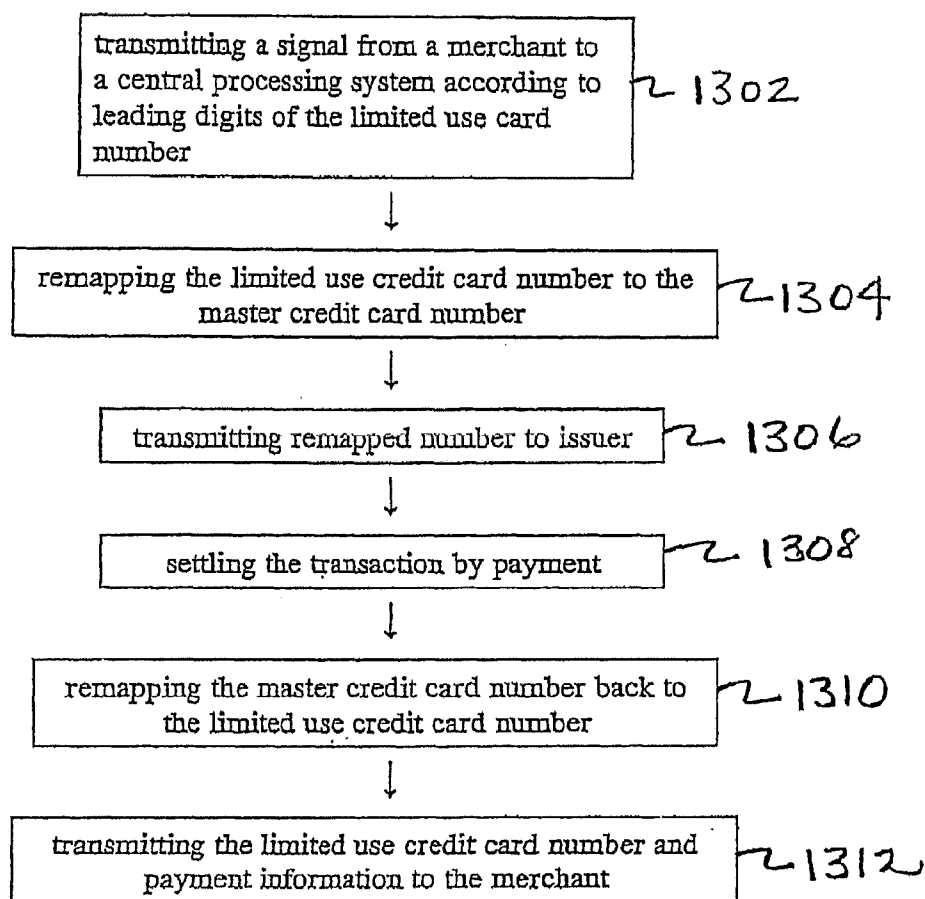 transmitting a signal from a merchant to
a central processing system according to
leading digits of the limited use card
number
1302
remapping the limited use credit card number to the
master credit card number
1304
transmitting remapped number to issuer
1306
settling the transaction by payment
1308
remapping the master credit card number back to
the limited use credit card number
1310
transmitting the limited use credit card number and
payment information to the merchant
1312